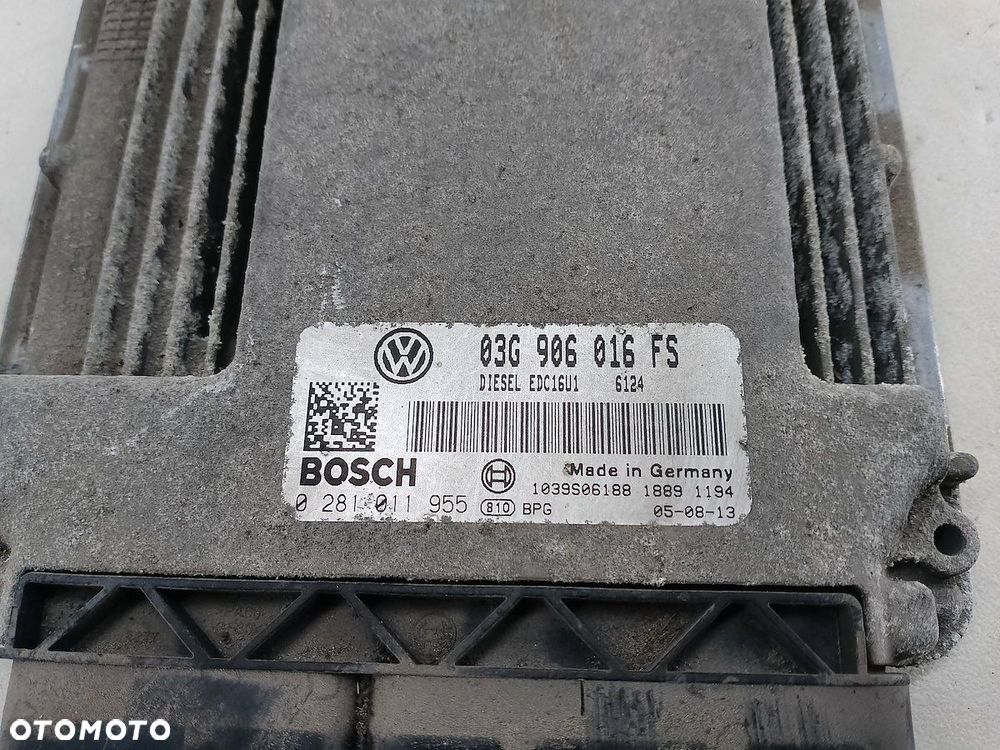 03G 906 016 FS
DIESEL EDC16U1 6124
BOSCH
Made in Germany
1039S06188 1889 1194
0 281 011 955 810 BPG 05-08-13
OTOMOTO